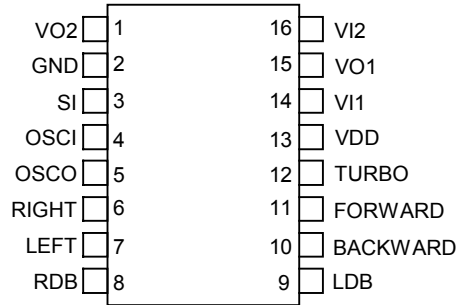 VO2 1 16 VI2
GND 2 15 VO1
SI 3 14 VI1
OSCI 4 13 VDD
OSCO 5 12 TURBO
RIGHT 6 11 FORWARD
LEFT 7 10 BACKWARD
RDB 8 9 LDB